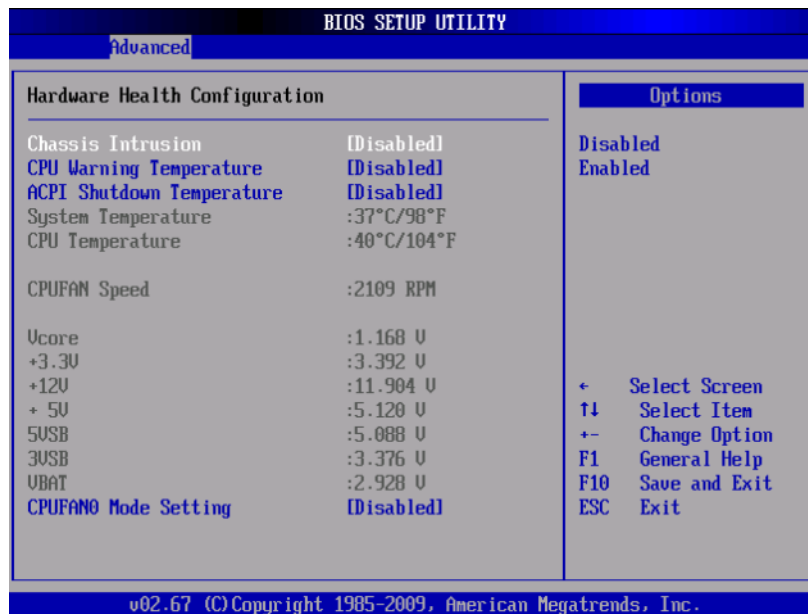 BIOS SETUP UTILITY
Advanced
Hardware Health Configuration
Chassis Intrusion [Disabled]
CPU Warning Temperature [Disabled]
ACPI Shutdown Temperature [Disabled]
System Temperature :37°C/98°F
CPU Temperature :40°C/104°F
CPUFAN Speed :2109 RPM
Vcore :1.168 V
+3.3V :3.392 V
+12V :11.904 V
+ 5V :5.120 V
5VSB :5.088 V
3VSB :3.376 V
VBAT :2.928 V
CPUFAN0 Mode Setting [Disabled]
Options
Disabled
Enabled
← Select Screen
↑↓ Select Item
+- Change Option
F1 General Help
F10 Save and Exit
ESC Exit
v02.67 (C)Copyright 1985-2009, American Megatrends, Inc.